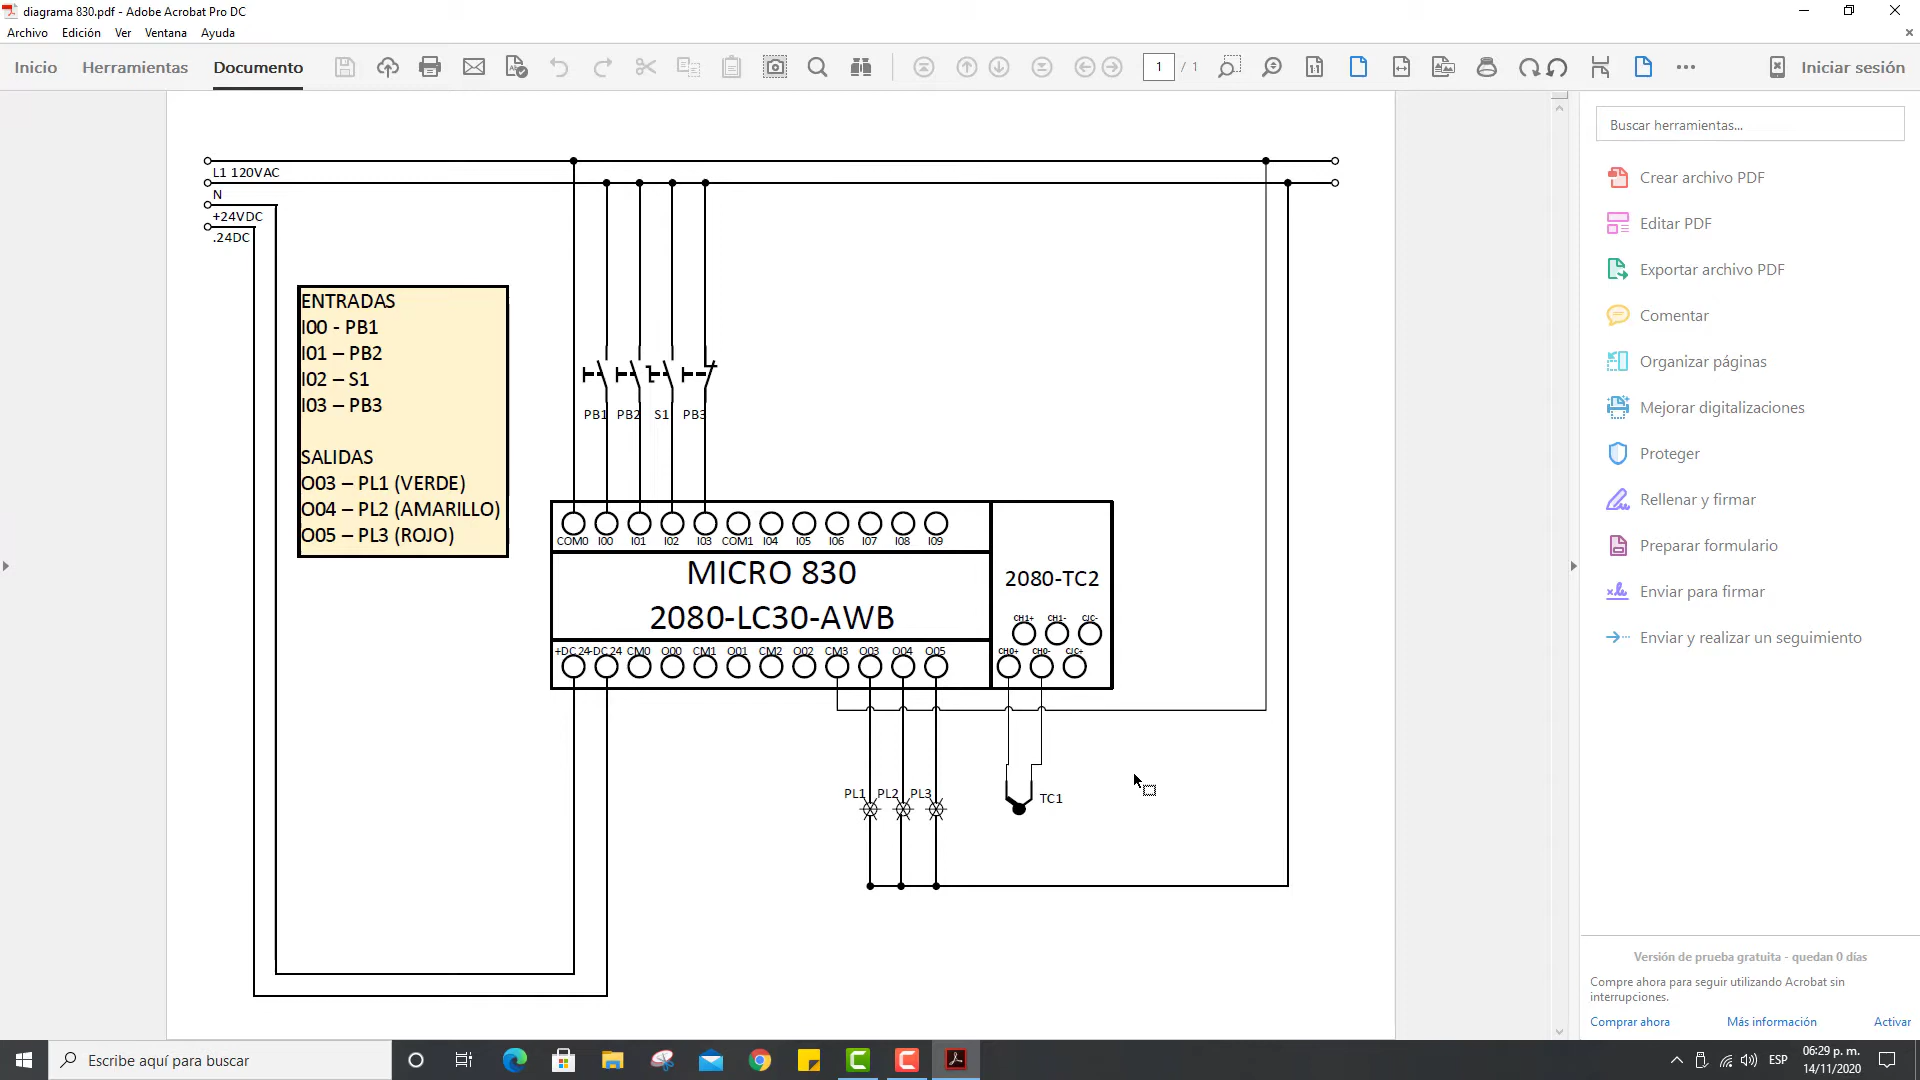 diagrama 830.pdf - Adobe Acrobat Pro DC
Archivo Edición Ver Ventana Ayuda
Inicio Herramientas Documento 1 / 1 Iniciar sesión
L1 120VAC
N
+24VDC
.24DC
ENTRADAS
I00 - PB1
I01 – PB2
I02 – S1
I03 – PB3
SALIDAS
O03 – PL1 (VERDE)
O04 – PL2 (AMARILLO)
O05 – PL3 (ROJO)
PB1 PB2 S1 PB3
COM0 I00 I01 I02 I03 COM1 I04 I05 I06 I07 I08 I09
MICRO 830
2080-LC30-AWB
2080-TC2
CH1+ CH1- CJC-
+DC24 -DC24 CM0 O00 CM1 O01 CM2 O02 CM3 O03 O04 O05
CH0+ CH0- CJC+
PL1 PL2 PL3
TC1
Buscar herramientas...
Crear archivo PDF
Editar PDF
Exportar archivo PDF
Comentar
Organizar páginas
Mejorar digitalizaciones
Proteger
Rellenar y firmar
Preparar formulario
Enviar para firmar
Enviar y realizar un seguimiento
Versión de prueba gratuita - quedan 0 días
Compre ahora para seguir utilizando Acrobat sin
interrupciones.
Comprar ahora Más información Activar
Escribe aquí para buscar
ESP
06:29 p. m.
14/11/2020